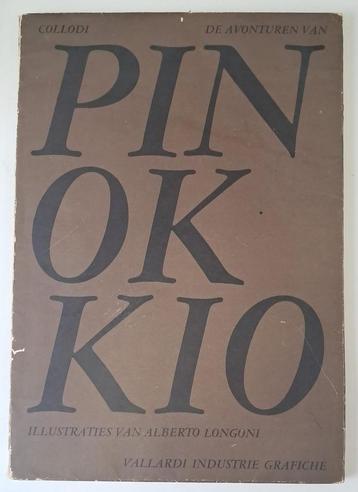 COLLODI DE AVONTUREN VAN
PIN
OK
KIO
ILLUSTRATIES VAN ALBERTO LONGONI
VALLARDI INDUSTRIE GRAFICHE